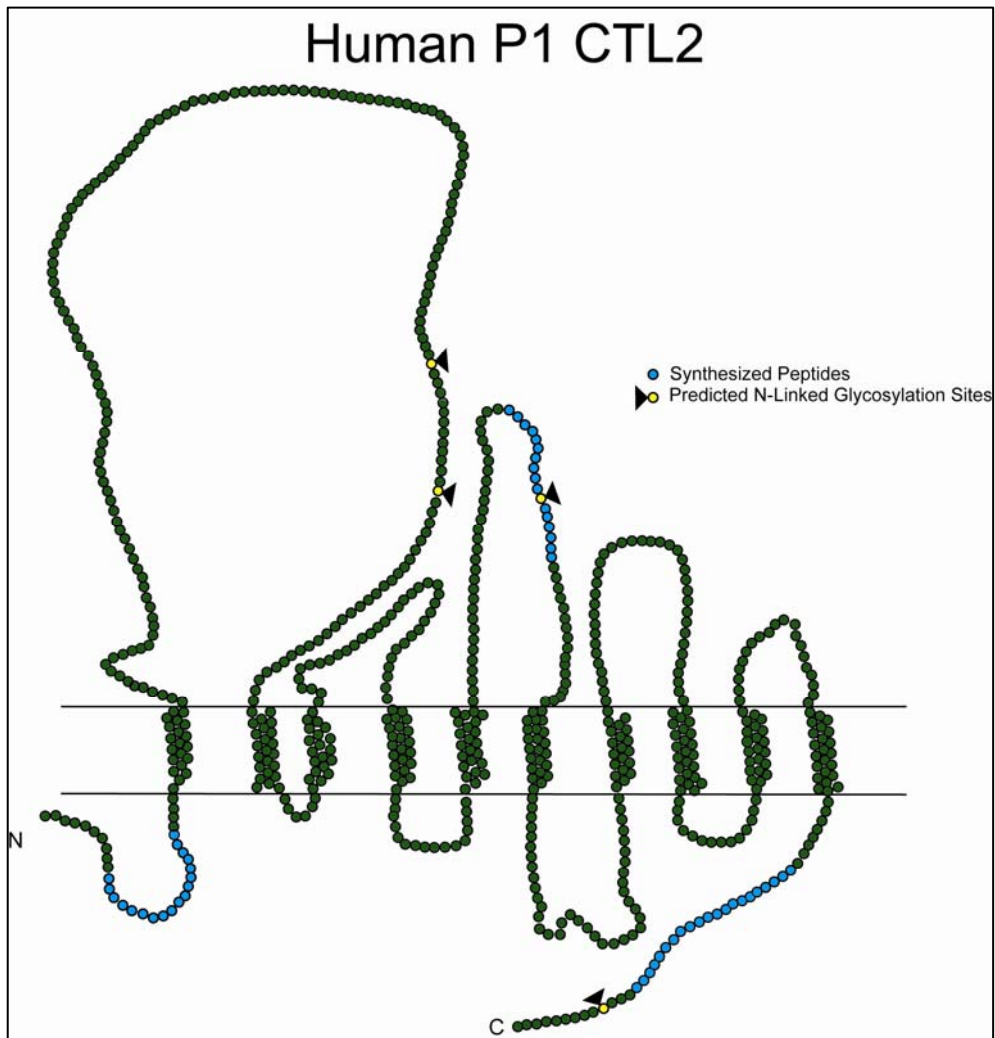 Human P1 CTL2
Synthesized Peptides
Predicted N-Linked Glycosylation Sites
N
C